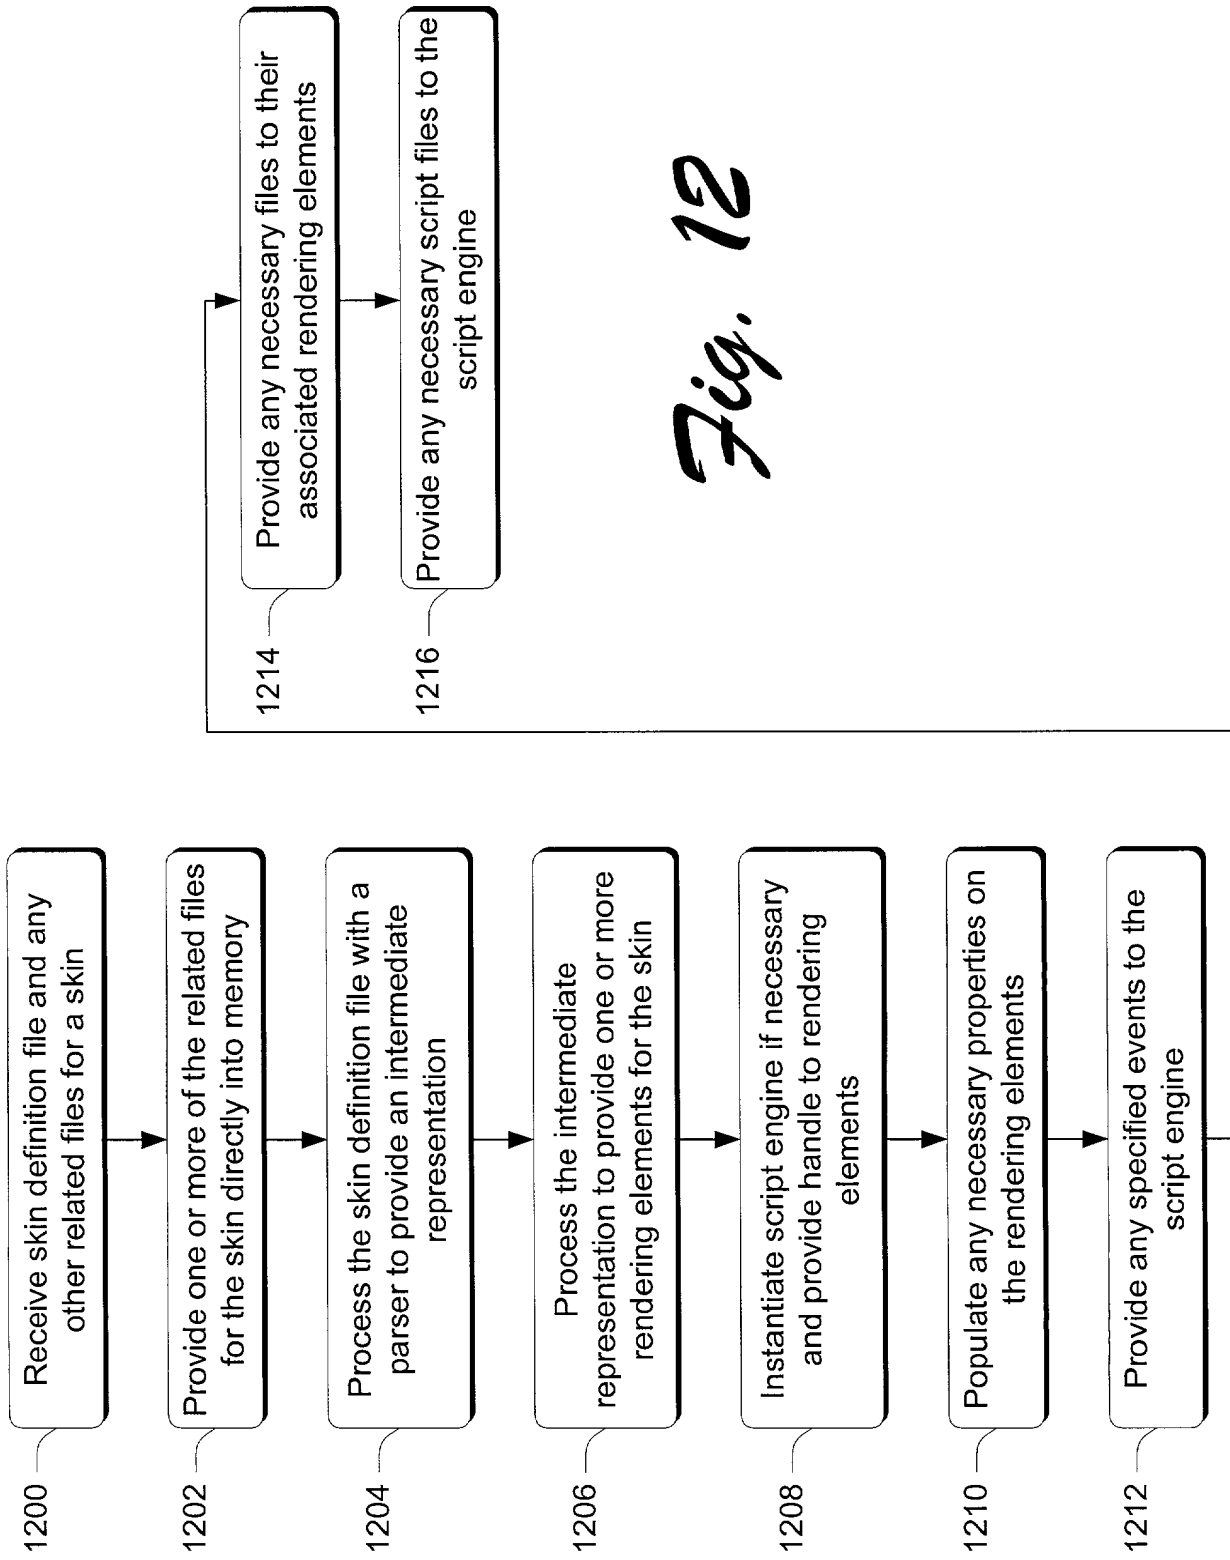 1200
Receive skin definition file and any
other related files for a skin
1202
Provide one or more of the related files
for the skin directly into memory
1204
Process the skin definition file with a
parser to provide an intermediate
representation
1206
Process the intermediate
representation to provide one or more
rendering elements for the skin
1208
Instantiate script engine if necessary
and provide handle to rendering
elements
1210
Populate any necessary properties on
the rendering elements
1212
Provide any specified events to the
script engine
1214
Provide any necessary files to their
associated rendering elements
1216
Provide any necessary script files to the
script engine
Fig. 12